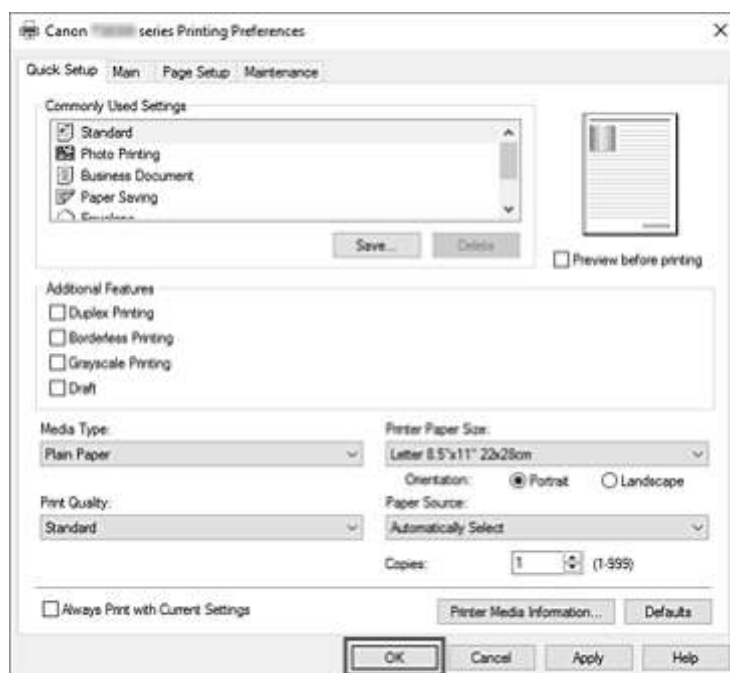 Canon series Printing Preferences
Quick Setup Main Page Setup Maintenance
Commonly Used Settings
Standard
Photo Printing
Business Document
Paper Saving
Envelope
Save... Delete
Preview before printing
Additional Features
Duplex Printing
Borderless Printing
Grayscale Printing
Draft
Media Type: Printer Paper Size:
Plain Paper Letter 8.5"x11" 22x28cm
Orientation: Portrait Landscape
Print Quality: Paper Source:
Standard Automatically Select
Copies: 1 (1-999)
Always Print with Current Settings Printer Media Information... Defaults
OK Cancel Apply Help